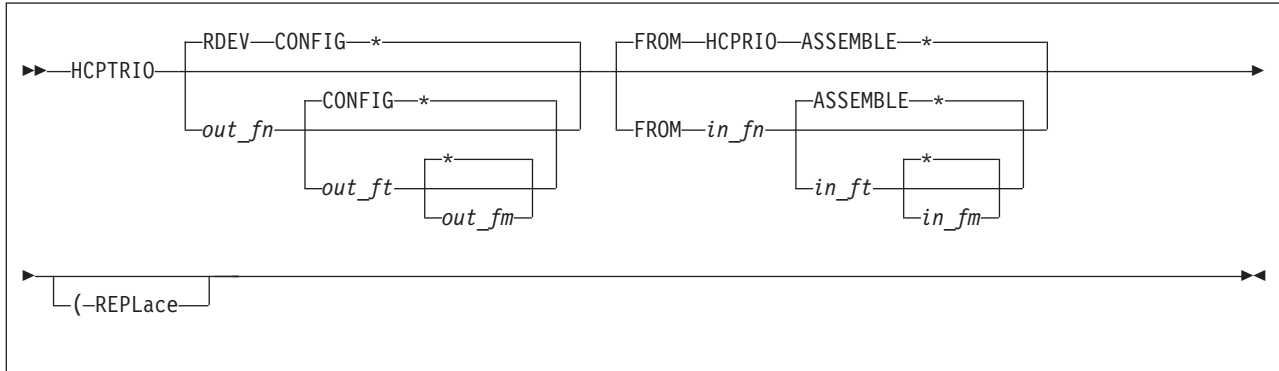 RDEV CONFIG * FROM HCPRIO ASSEMBLE *
HCPTRIO
CONFIG * ASSEMBLE *
out_fn FROM in_fn
* *
out_ft in_ft
out_fm in_fm
(REPLace